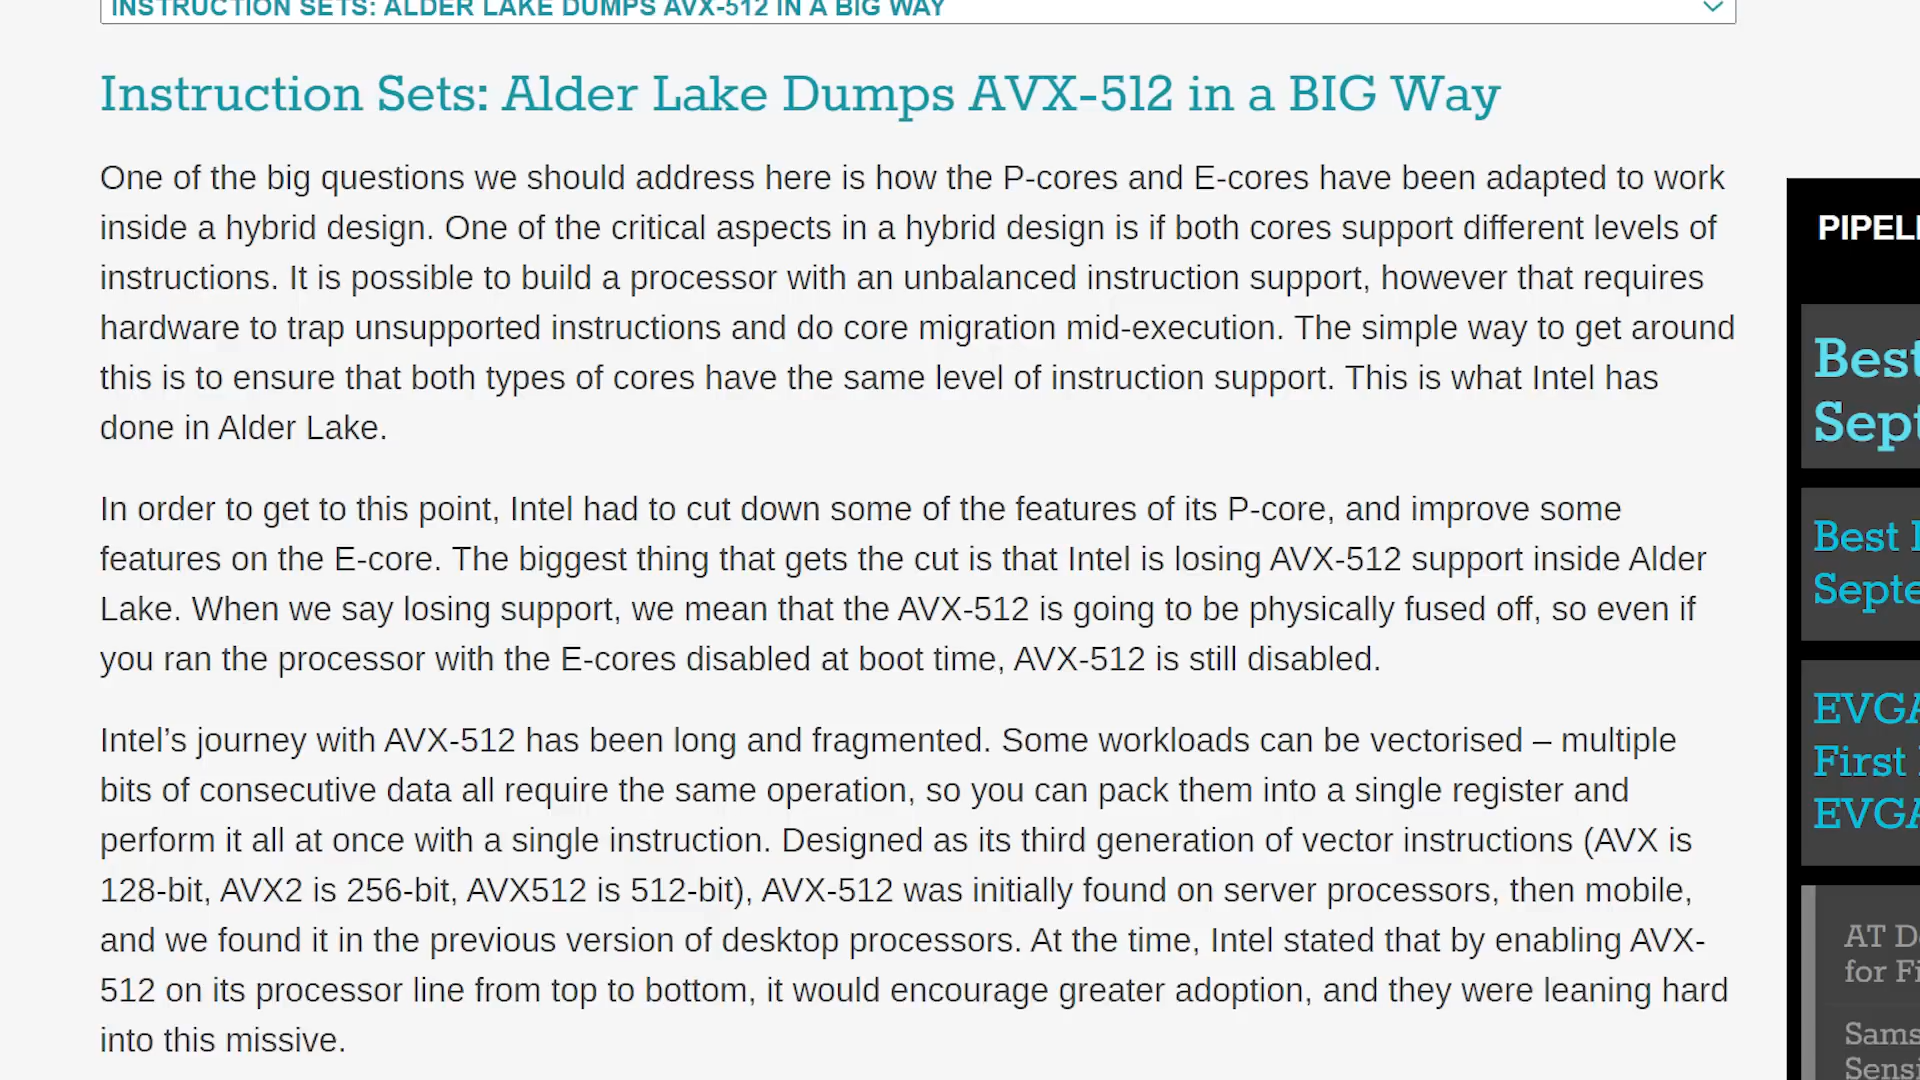 INSTRUCTION SETS: ALDER LAKE DUMPS AVX-512 IN A BIG WAY
Instruction Sets: Alder Lake Dumps AVX-512 in a BIG Way
One of the big questions we should address here is how the P-cores and E-cores have been adapted to work
inside a hybrid design. One of the critical aspects in a hybrid design is if both cores support different levels of
instructions. It is possible to build a processor with an unbalanced instruction support, however that requires
hardware to trap unsupported instructions and do core migration mid-execution. The simple way to get around
this is to ensure that both types of cores have the same level of instruction support. This is what Intel has
done in Alder Lake.
In order to get to this point, Intel had to cut down some of the features of its P-core, and improve some
features on the E-core. The biggest thing that gets the cut is that Intel is losing AVX-512 support inside Alder
Lake. When we say losing support, we mean that the AVX-512 is going to be physically fused off, so even if
you ran the processor with the E-cores disabled at boot time, AVX-512 is still disabled.
Intel’s journey with AVX-512 has been long and fragmented. Some workloads can be vectorised – multiple
bits of consecutive data all require the same operation, so you can pack them into a single register and
perform it all at once with a single instruction. Designed as its third generation of vector instructions (AVX is
128-bit, AVX2 is 256-bit, AVX512 is 512-bit), AVX-512 was initially found on server processors, then mobile,
and we found it in the previous version of desktop processors. At the time, Intel stated that by enabling AVX-
512 on its processor line from top to bottom, it would encourage greater adoption, and they were leaning hard
into this missive.
Best
Best
EVGA
First
EVGA
AT
for